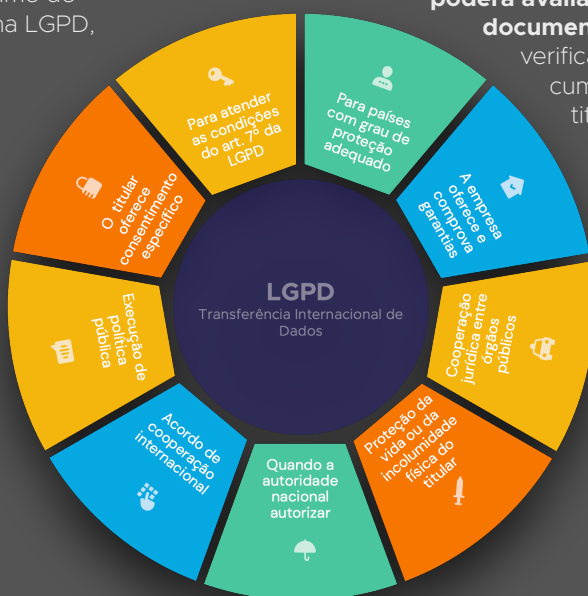 na LGPD,
poderá avalia
documen
verifica
cum
tit
Para países
com grau de
proteção
adequado
A empresa
oferece e
comprova
garantias
Cooperação
jurídica entre
órgãos
públicos
Proteção da
vida ou da
incolumidade
física do
titular
Quando a
autoridade
nacional
autorizar
Acordo de
cooperação
internacional
Execução de
política
pública
O titular
oferece
consentimento
específico
Para atender
as condições
do art. 7º da
LGPD
LGPD
Transferência Internacional de
Dados